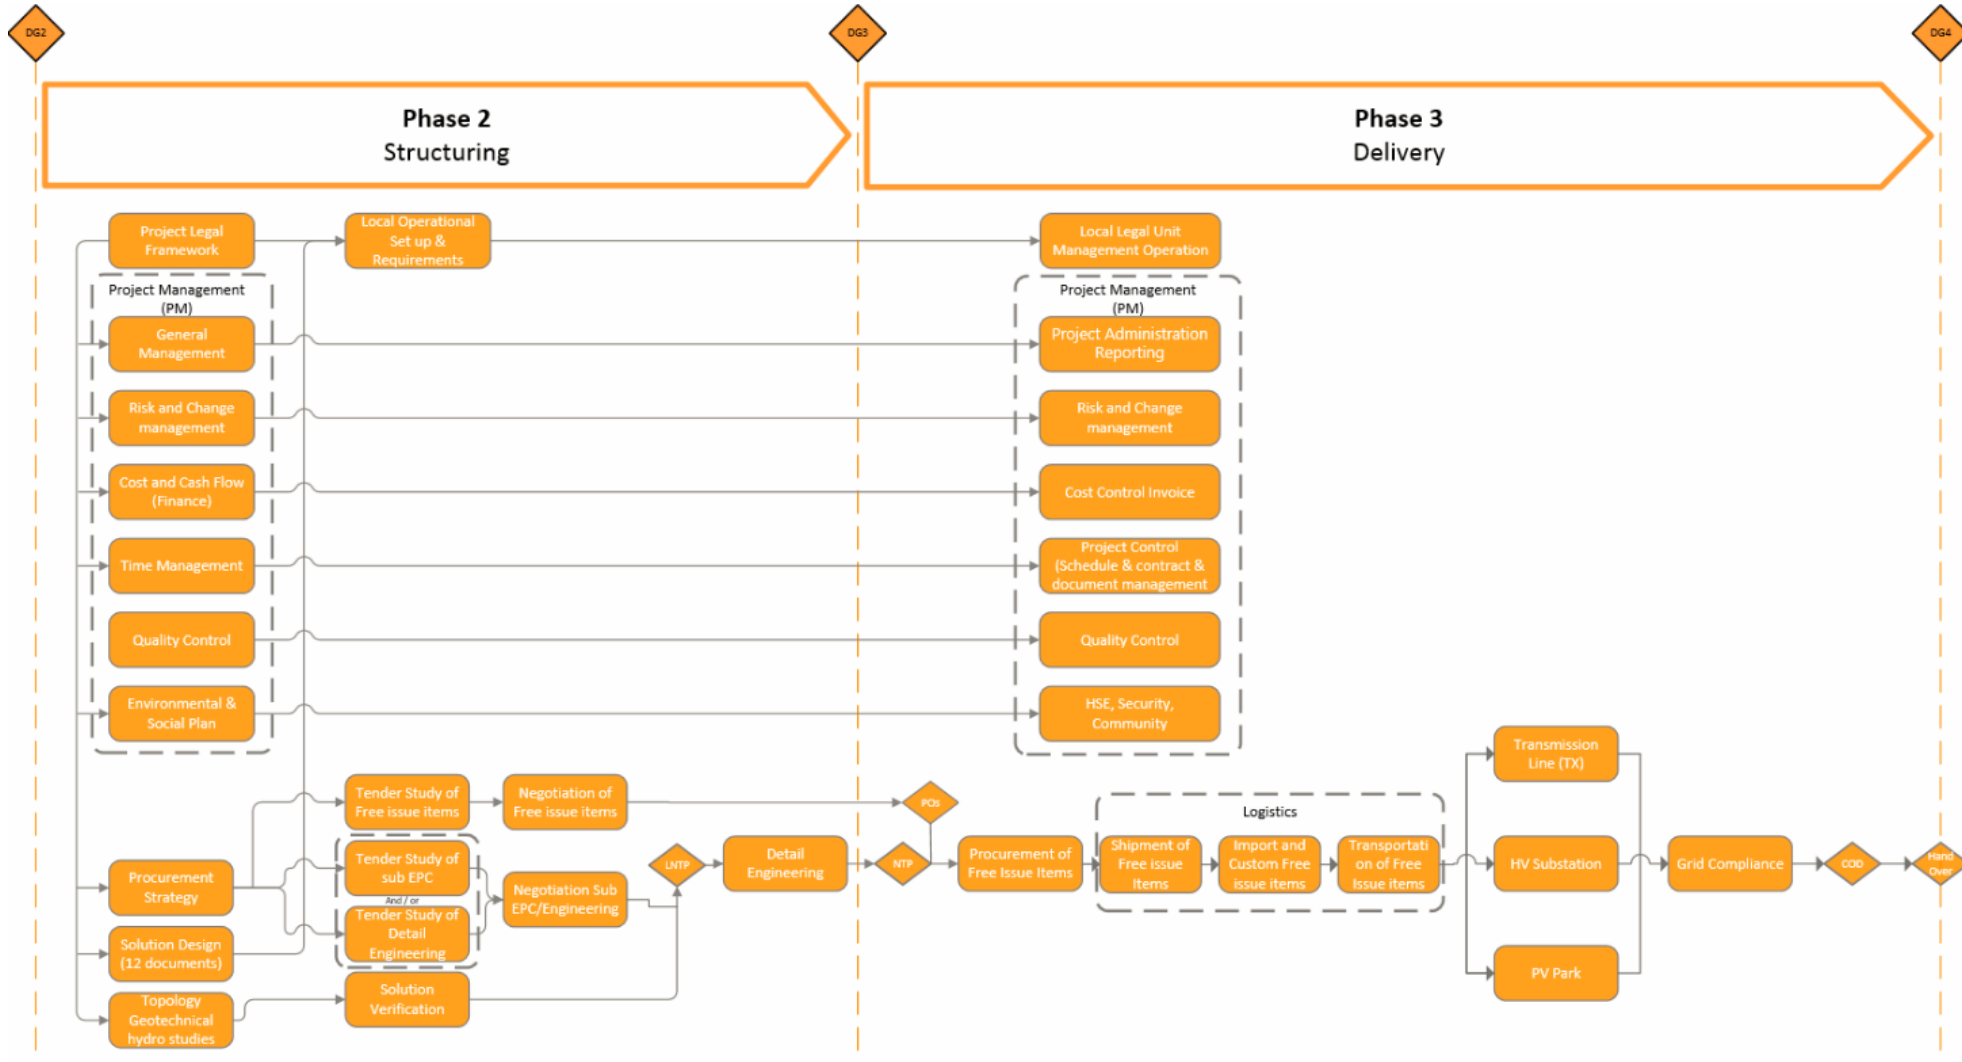 DG2
DG3
DG4
Phase 2
Structuring
Phase 3
Delivery
Project Legal
Framework
Local Operational
Set up &
Requirements
Local Legal Unit
Management Operation
Project Management
(PM)
General
Management
Risk and Change
management
Cost and Cash Flow
(Finance)
Time Management
Quality Control
Environmental &
Social Plan
Project Management
(PM)
Project Administration
Reporting
Risk and Change
management
Cost Control Invoice
Project Control
(Schedule & contract &
document management
Quality Control
HSE, Security,
Community
Tender Study of
Free issue items
Negotiation of
Free issue items
POs
Procurement
Strategy
Tender Study of
sub EPC
And / or
Tender Study of
Detail
Engineering
Negotiation Sub
EPC/Engineering
LNTP
Detail
Engineering
NTP
Procurement of
Free Issue Items
Logistics
Shipment of
Free issue
Items
Import and
Custom Free
issue items
Transportati
on of Free
Issue items
Transmission
Line (TX)
HV Substation
PV Park
Grid Compliance
COD
Hand
Over
Solution Design
(12 documents)
Topology
Geotechnical
hydro studies
Solution
Verification